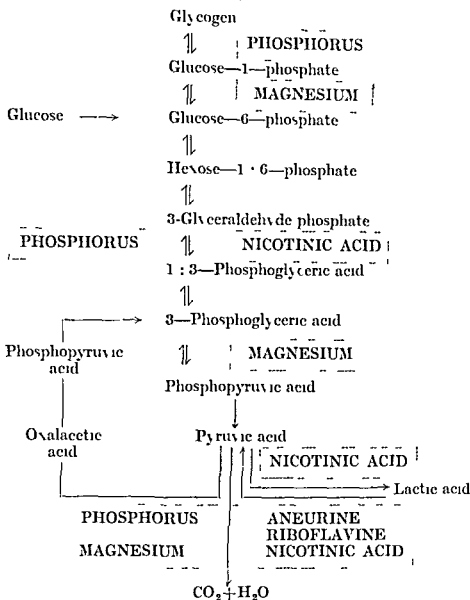 Glycogen
PHOSPHORUS
Glucose—1—phosphate
MAGNESIUM
Glucose
Glucose—6—phosphate
Hexose—1·6—phosphate
3-Glyceraldehyde phosphate
PHOSPHORUS
NICOTINIC ACID
1:3—Phosphoglyceric acid
3—Phosphoglyceric acid
Phosphopyruvic
acid
MAGNESIUM
Phosphopyruvic acid
Oxalacetic
acid
Pyruvic acid
NICOTINIC ACID
Lactic acid
PHOSPHORUS
MAGNESIUM
ANEURINE
RIBOFLAVINE
NICOTINIC ACID
CO₂+H₂O